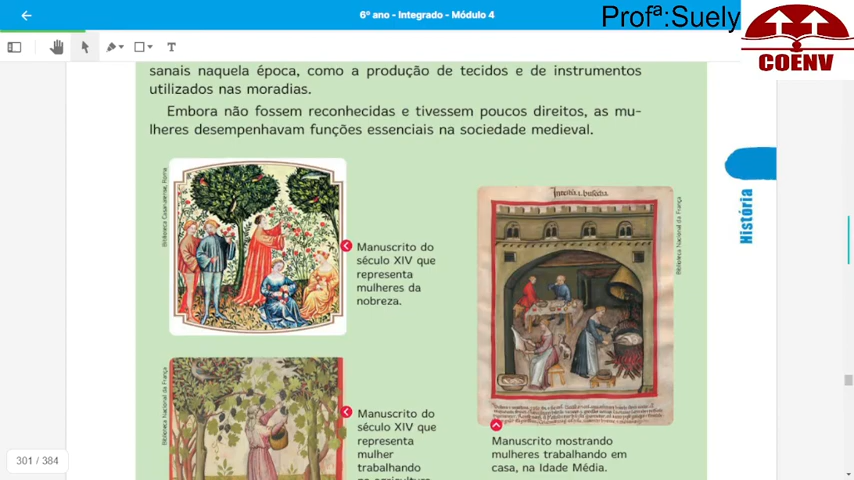 6º ano - Integrado - Módulo 4
Profª:Suely
COENV
T
sanais naquela época, como a produção de tecidos e de instrumentos
utilizados nas moradias.
Embora não fossem reconhecidas e tivessem poucos direitos, as mu-
lheres desempenhavam funções essenciais na sociedade medieval.
Biblioteca Casanatense, Roma
Manuscrito do
século XIV que
representa
mulheres da
nobreza.
Biblioteca Nacional da França
Manuscrito do
século XIV que
representa
mulher
trabalhando
na agricultura
Biblioteca Nacional da França
Manuscrito mostrando
mulheres trabalhando em
casa, na Idade Média.
História
301 / 384